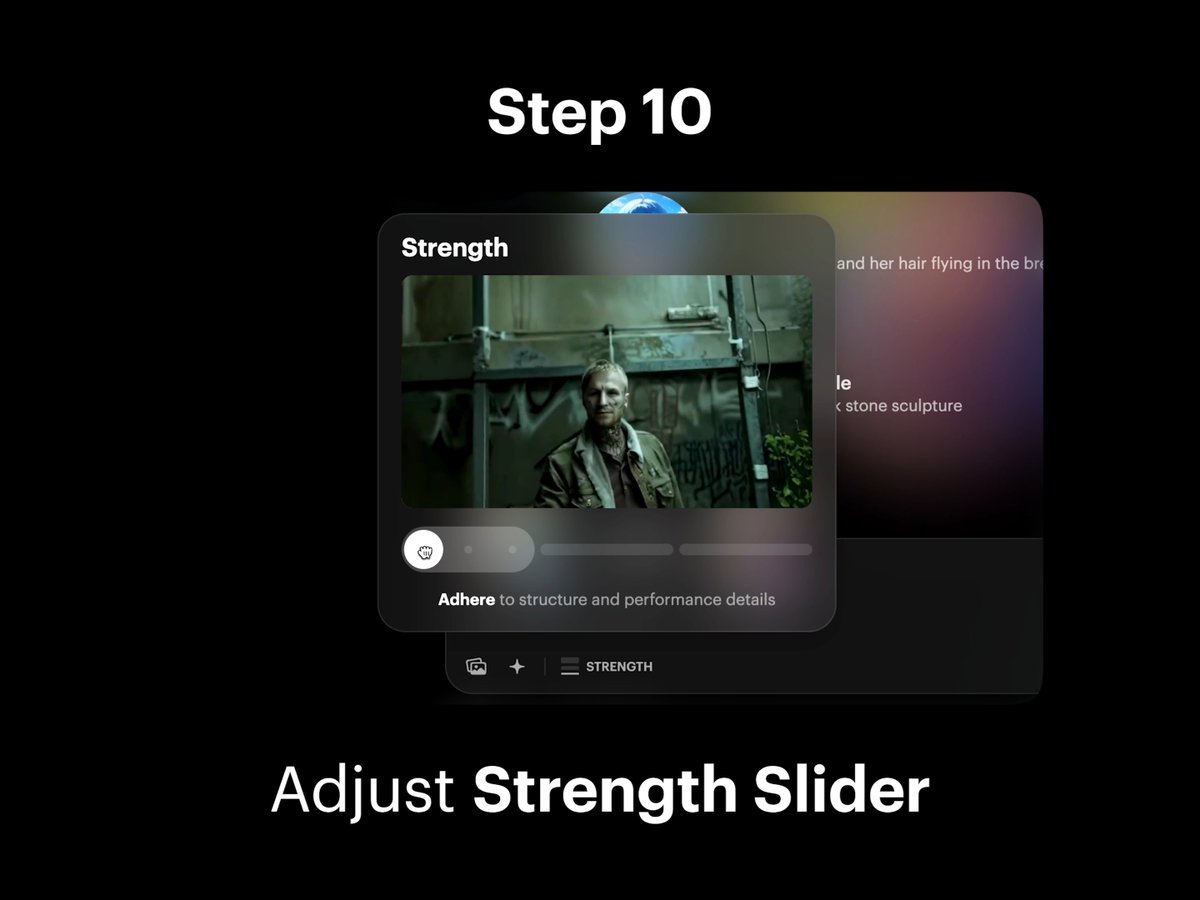 Step 10
Strength
and her hair flying in the
le
stone sculpture
Adhere to structure and performance details
STRENGTH
Adjust Strength Slider